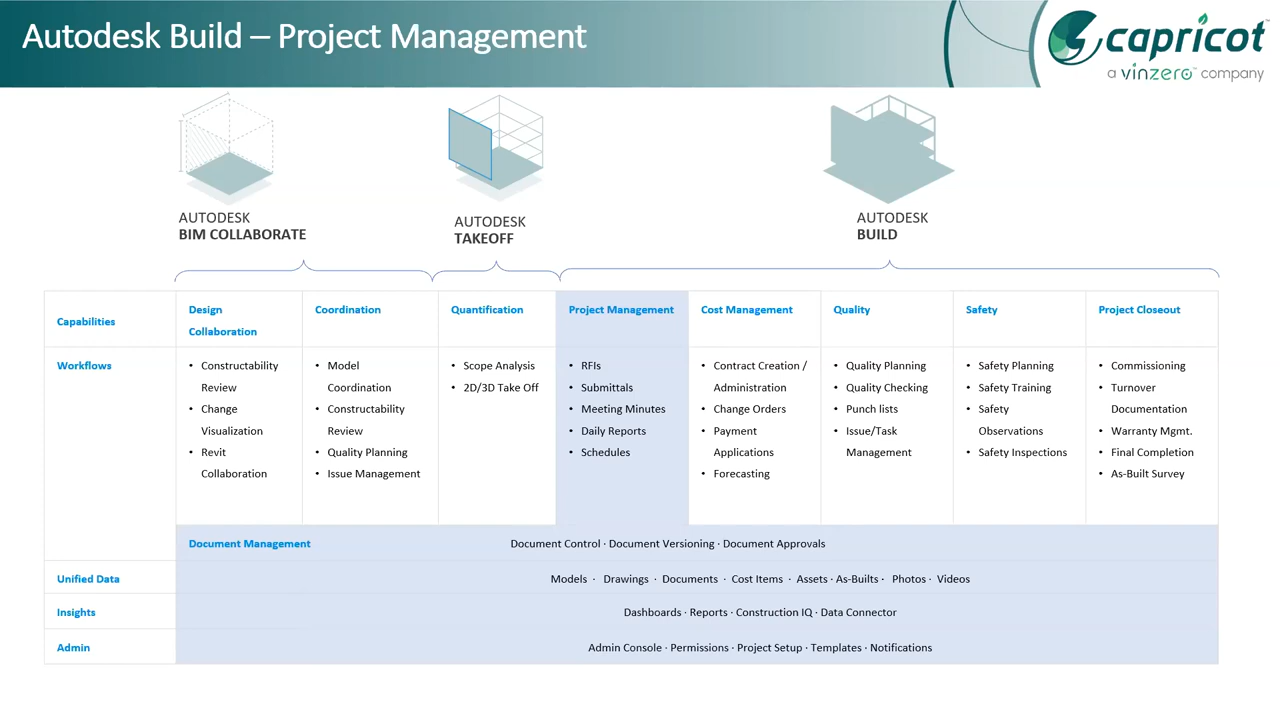 Autodesk Build – Project Management
capricot™
a vinzero™ company
AUTODESK
BIM COLLABORATE
AUTODESK
TAKEOFF
AUTODESK
BUILD
Capabilities
Design
Collaboration
Coordination
Quantification
Project Management
Cost Management
Quality
Safety
Project Closeout
Workflows
• Constructability
Review
• Change
Visualization
• Revit
Collaboration
• Model
Coordination
• Constructability
Review
• Quality Planning
• Issue Management
• Scope Analysis
• 2D/3D Take Off
• RFIs
• Submittals
• Meeting Minutes
• Daily Reports
• Schedules
• Contract Creation /
Administration
• Change Orders
• Payment
Applications
• Forecasting
• Quality Planning
• Quality Checking
• Punch lists
• Issue/Task
Management
• Safety Planning
• Safety Training
• Safety
Observations
• Safety Inspections
• Commissioning
• Turnover
Documentation
• Warranty Mgmt.
• Final Completion
• As-Built Survey
Document Management
Document Control · Document Versioning · Document Approvals
Unified Data
Models · Drawings · Documents · Cost Items · Assets · As-Builts · Photos · Videos
Insights
Dashboards · Reports · Construction IQ · Data Connector
Admin
Admin Console · Permissions · Project Setup · Templates · Notifications